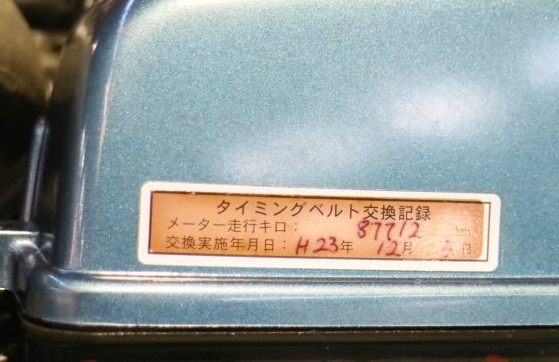 タイミングベルト交換記録
メーター走行キロ： 87712 km
交換実施年月日：H23年 12月 日